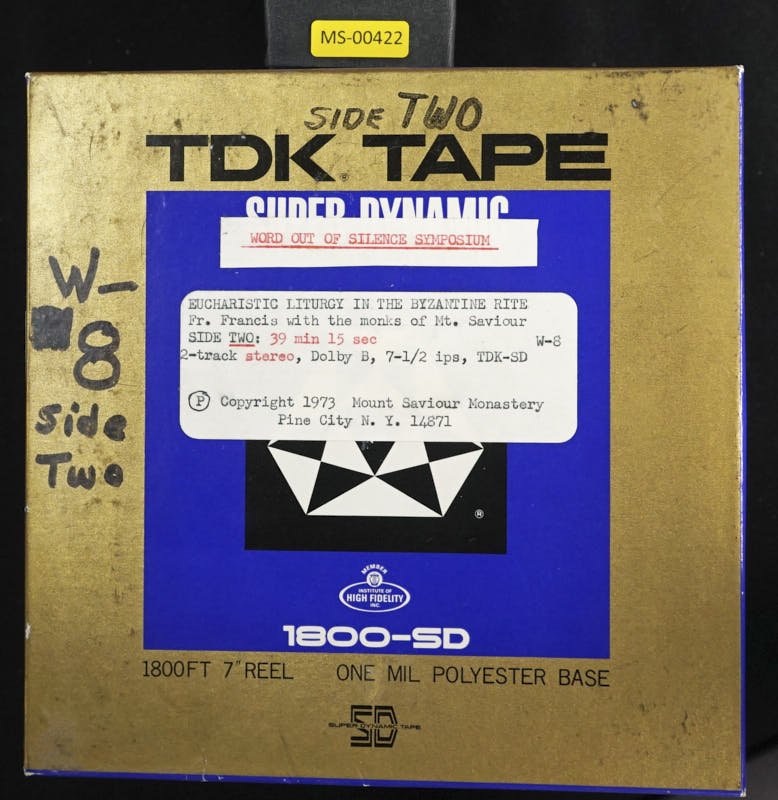 MS-00422
SIDE TWO
TDK® TAPE
SUPER DYNAMIC
WORD OUT OF SILENCE SYMPOSIUM
EUCHARISTIC LITURGY IN THE BYZANTINE RITE
Fr. Francis with the monks of Mt. Saviour
SIDE TWO: 39 min 15 sec W-8
2-track stereo, Dolby B, 7-1/2 ips, TDK-SD
Ⓟ Copyright 1973 Mount Saviour Monastery
Pine City N. Y. 14871
W-
8
Side
Two
®
MEMBER
INSTITUTE OF
HIGH FIDELITY
INC.
1800-SD
1800FT 7" REEL ONE MIL POLYESTER BASE
SD
SUPER DYNAMIC TAPE